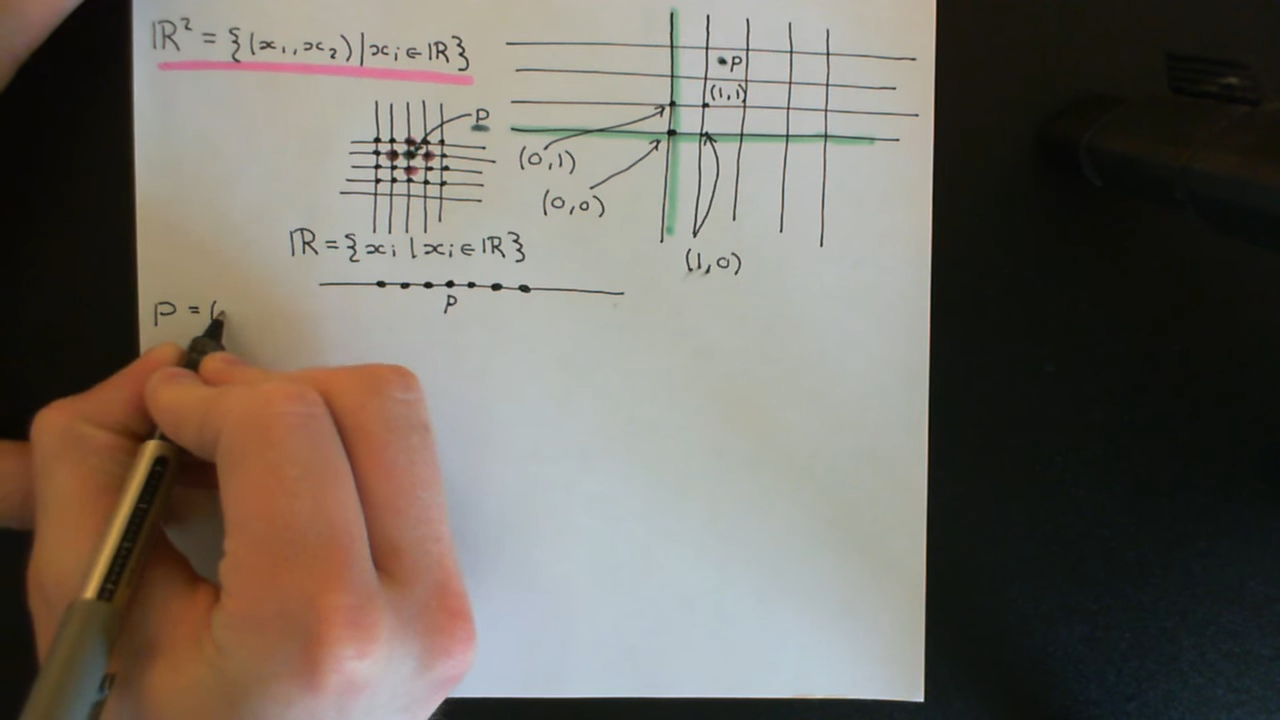 ℝ² = {(x₁, x₂) | xᵢ ∈ ℝ}
P
(1,1)
P
(0,1)
(0,0)
(1,0)
ℝ = {xᵢ | xᵢ ∈ ℝ}
P
P = (